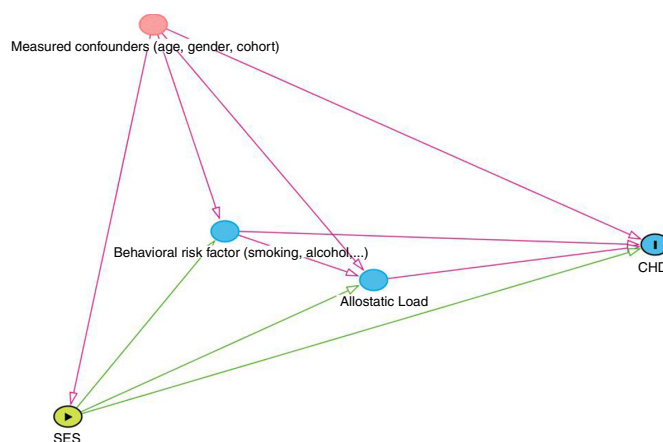 Measured confounders (age, gender, cohort)
Behavioral risk factor (smoking, alcohol,...)
CHD
Allostatic Load
SES